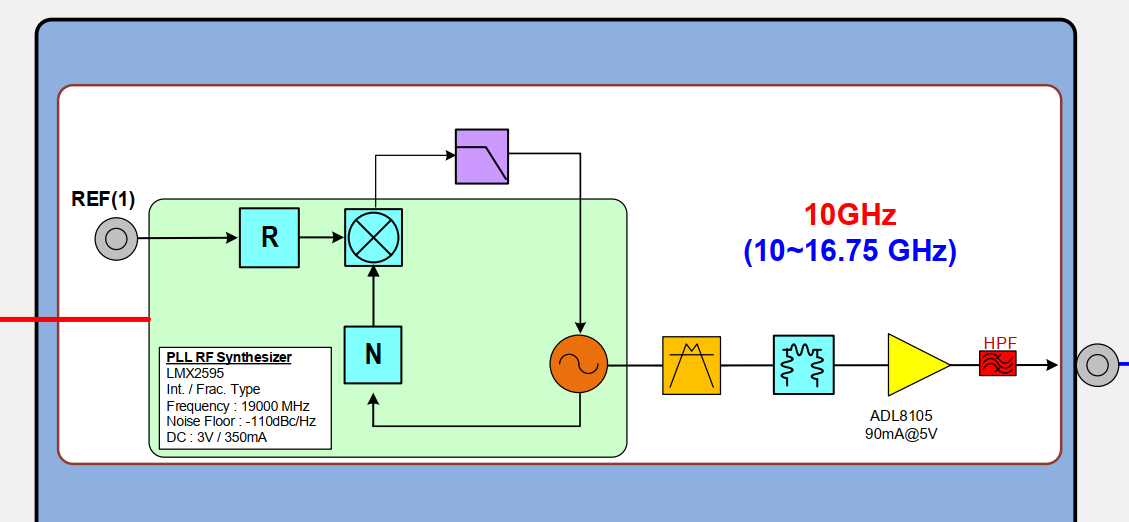 REF(1)
R
10GHz
(10~16.75 GHz)
N
HPF
PLL RF Synthesizer
LMX2595
Int. / Frac. Type
Frequency : 19000 MHz
Noise Floor : -110dBc/Hz
DC : 3V / 350mA
ADL8105
90mA@5V